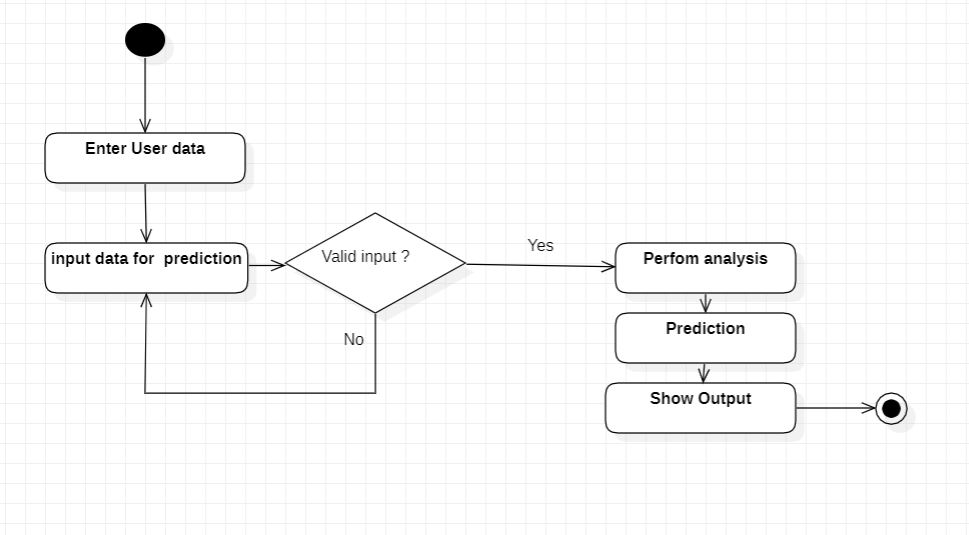 Enter User data
input data for  prediction
Valid input ?
Yes
No
Perfom analysis
Prediction
Show Output